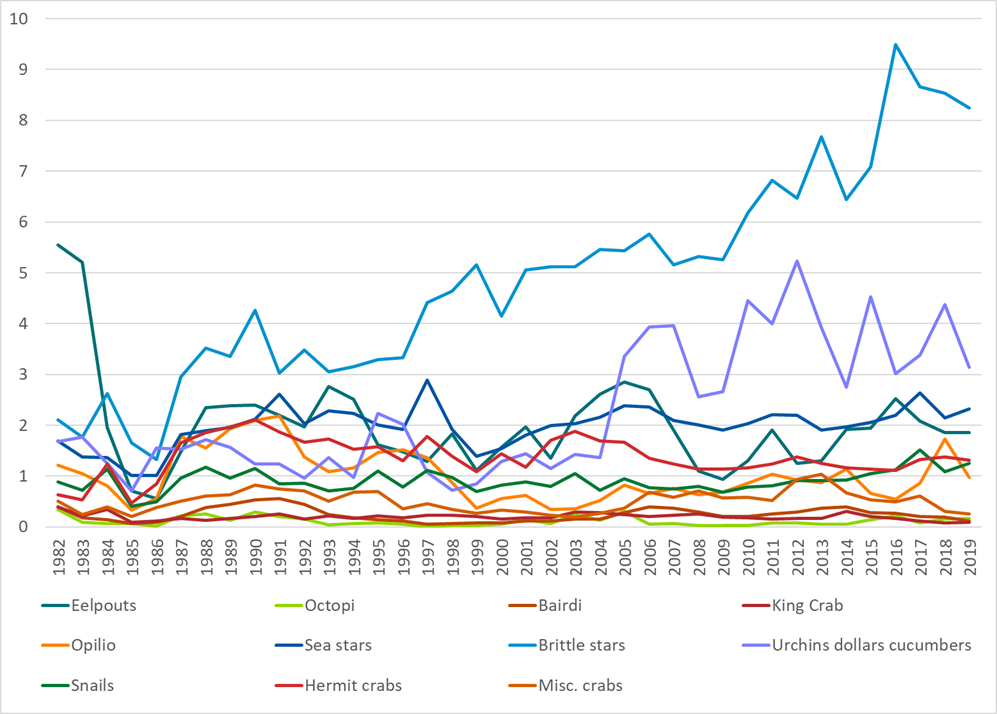 10
9
8
7
6
5
4
3
2
1
0
1982 1983 1984 1985 1986 1987 1988 1989 1990 1991 1992 1993 1994 1995 1996 1997 1998 1999 2000 2001 2002 2003 2004 2005 2006 2007 2008 2009 2010 2011 2012 2013 2014 2015 2016 2017 2018 2019
Eelpouts Octopi Bairdi King Crab
Opilio Sea stars Brittle stars Urchins dollars cucumbers
Snails Hermit crabs Misc. crabs